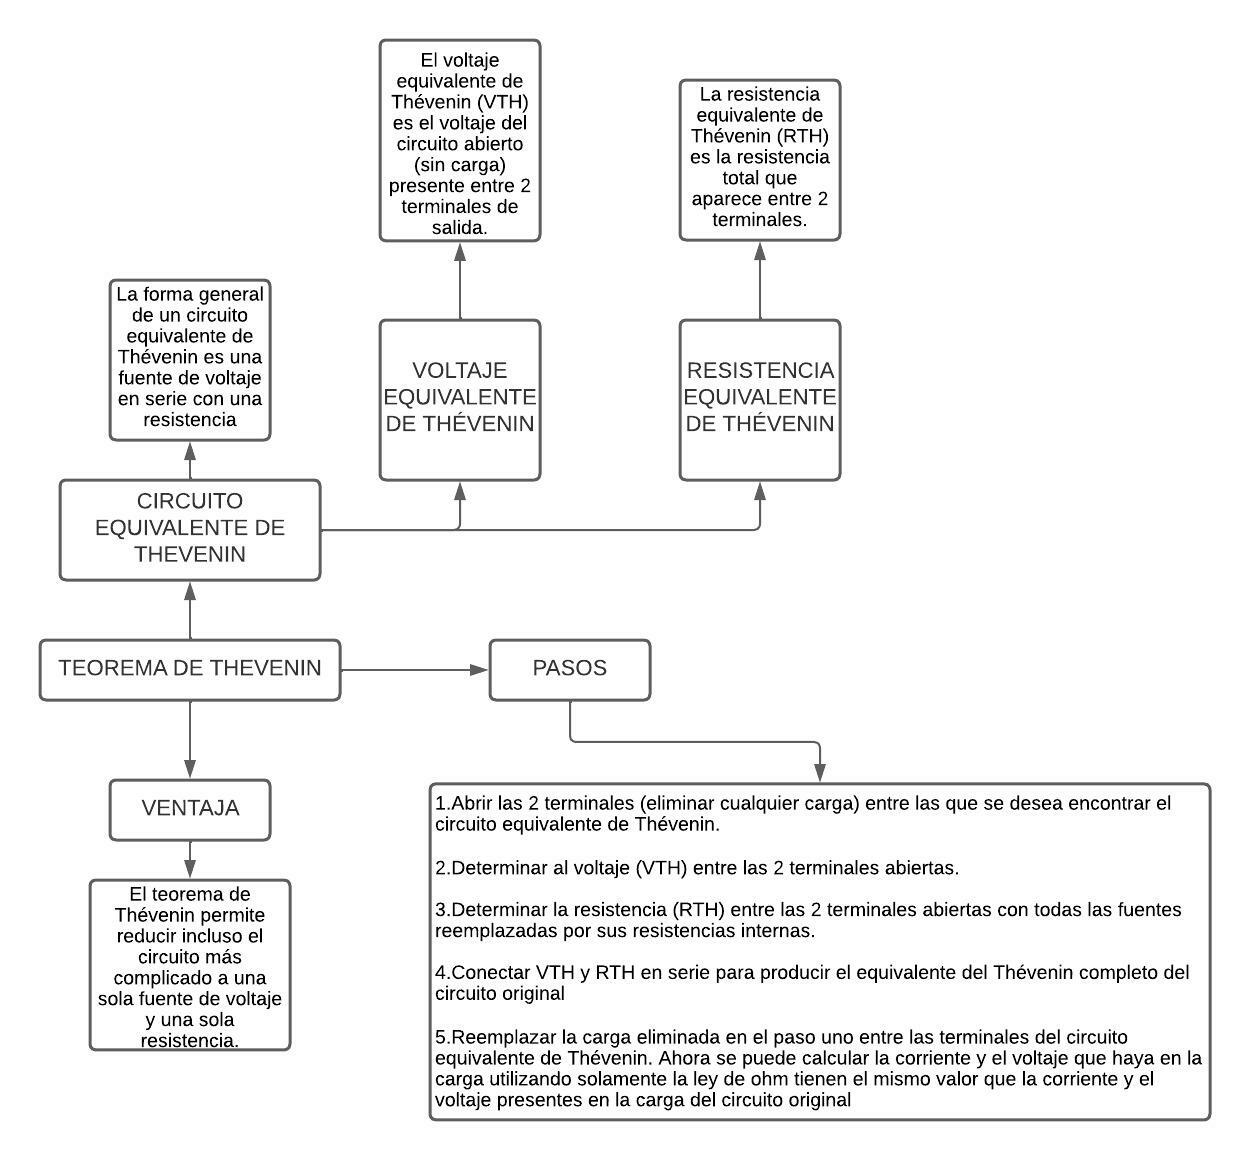 El voltaje
equivalente de
Thévenin (VTH)
es el voltaje del
circuito abierto
(sin carga)
presente entre 2
terminales de
salida.
La resistencia
equivalente de
Thévenin (RTH)
es la resistencia
total que
aparece entre 2
terminales.
La forma general
de un circuito
equivalente de
Thévenin es una
fuente de voltaje
en serie con una
resistencia
VOLTAJE
EQUIVALENTE
DE THÉVENIN
RESISTENCIA
EQUIVALENTE
DE THÉVENIN
CIRCUITO
EQUIVALENTE DE
THEVENIN
TEOREMA DE THEVENIN
PASOS
VENTAJA
El teorema de
Thévenin permite
reducir incluso el
circuito más
complicado a una
sola fuente de voltaje
y una sola
resistencia.
1.Abrir las 2 terminales (eliminar cualquier carga) entre las que se desea encontrar el
circuito equivalente de Thévenin.
2.Determinar al voltaje (VTH) entre las 2 terminales abiertas.
3.Determinar la resistencia (RTH) entre las 2 terminales abiertas con todas las fuentes
reemplazadas por sus resistencias internas.
4.Conectar VTH y RTH en serie para producir el equivalente del Thévenin completo del
circuito original
5.Reemplazar la carga eliminada en el paso uno entre las terminales del circuito
equivalente de Thévenin. Ahora se puede calcular la corriente y el voltaje que haya en la
carga utilizando solamente la ley de ohm tienen el mismo valor que la corriente y el
voltaje presentes en la carga del circuito original